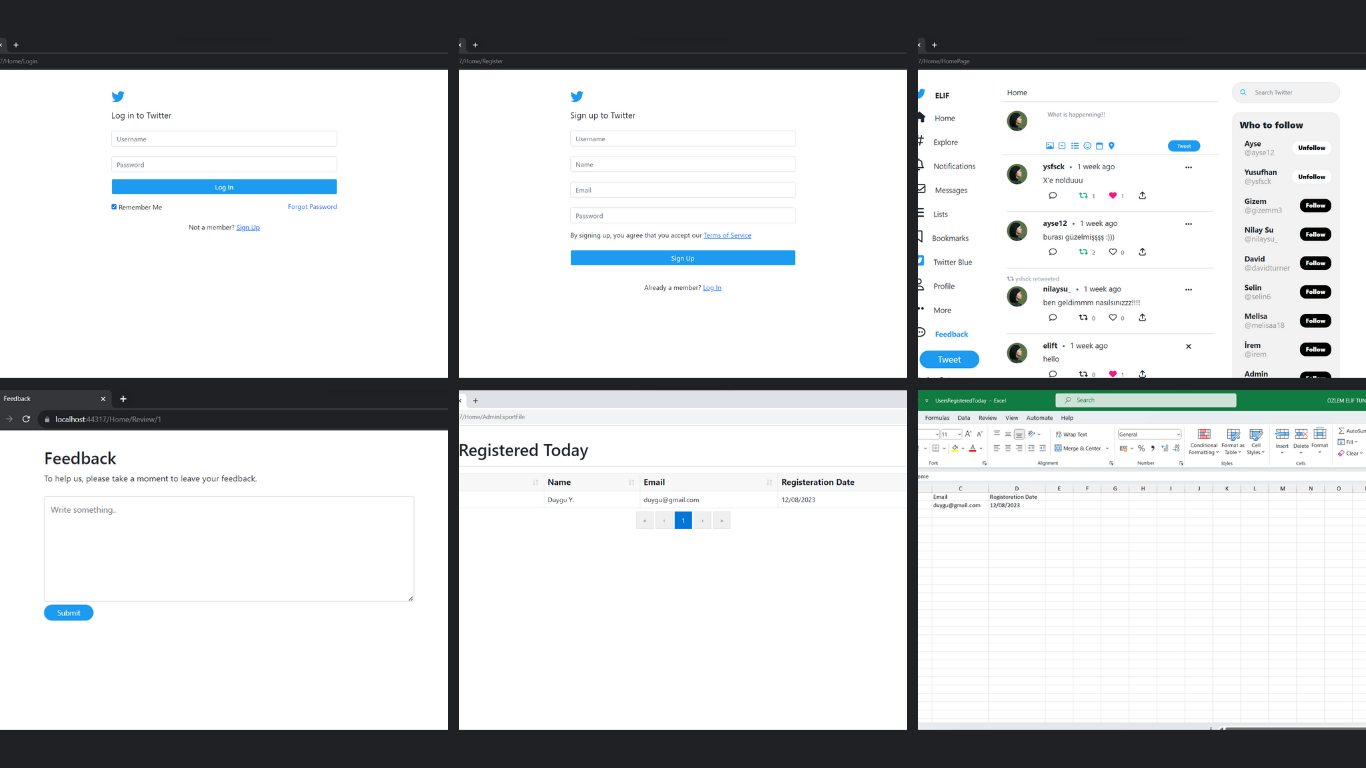 7/Home/Login
Log in to Twitter
Username
Password
Log In
Remember Me
Forgot Password
Not a member? Sign Up
7/Home/Register
Sign up to Twitter
Username
Name
Email
Password
By signing up, you agree that you accept our Terms of Service
Sign Up
Already a member? Log In
7/Home/HomePage
ELIF
Home
Explore
Notifications
Messages
Lists
Bookmarks
Twitter Blue
Profile
More
Feedback
Tweet
Home
What is happenning?!
Tweet
ysfsck • 1 week ago
X'e nolduuu
1 1
ayse12 • 1 week ago
burası güzelmişşşş :)))
2 0
ysfsck retweeted
nilaysu_ • 1 week ago
ben geldimmm nasılsınızzz!!!!
0 0
elift • 1 week ago
hello
0 1
Search Twitter
Who to follow
Ayse
@ayse12
Unfollow
Yusufhan
@ysfsck
Unfollow
Gizem
@gizemm3
Follow
Nilay Su
@nilaysu_
Follow
David
@davidturner
Follow
Selin
@selin6
Follow
Melisa
@melisaa18
Follow
İrem
@irem
Follow
Admin
Feedback
localhost:44317/Home/Review/1
Feedback
To help us, please take a moment to leave your feedback.
Write something..
Submit
7/Home/AdminExportFile
Registered Today
Name Email Registeration Date
Duygu Y. duygu@gmail.com 12/08/2023
« ‹ 1 › »
UsersRegisteredToday - Excel
Search
ÖZLEM ELIF TUN
Formulas Data Review View Automate Help
11
Wrap Text
Merge & Center
General
Conditional Formatting
Format as Table
Cell Styles
Insert
Delete
Format
AutoSum
Fill
Clear
Font Alignment Number Styles Cells
ame
C D E F G H I J K L M N O
Email Registeration Date
duygu@gmail.com 12/08/2023